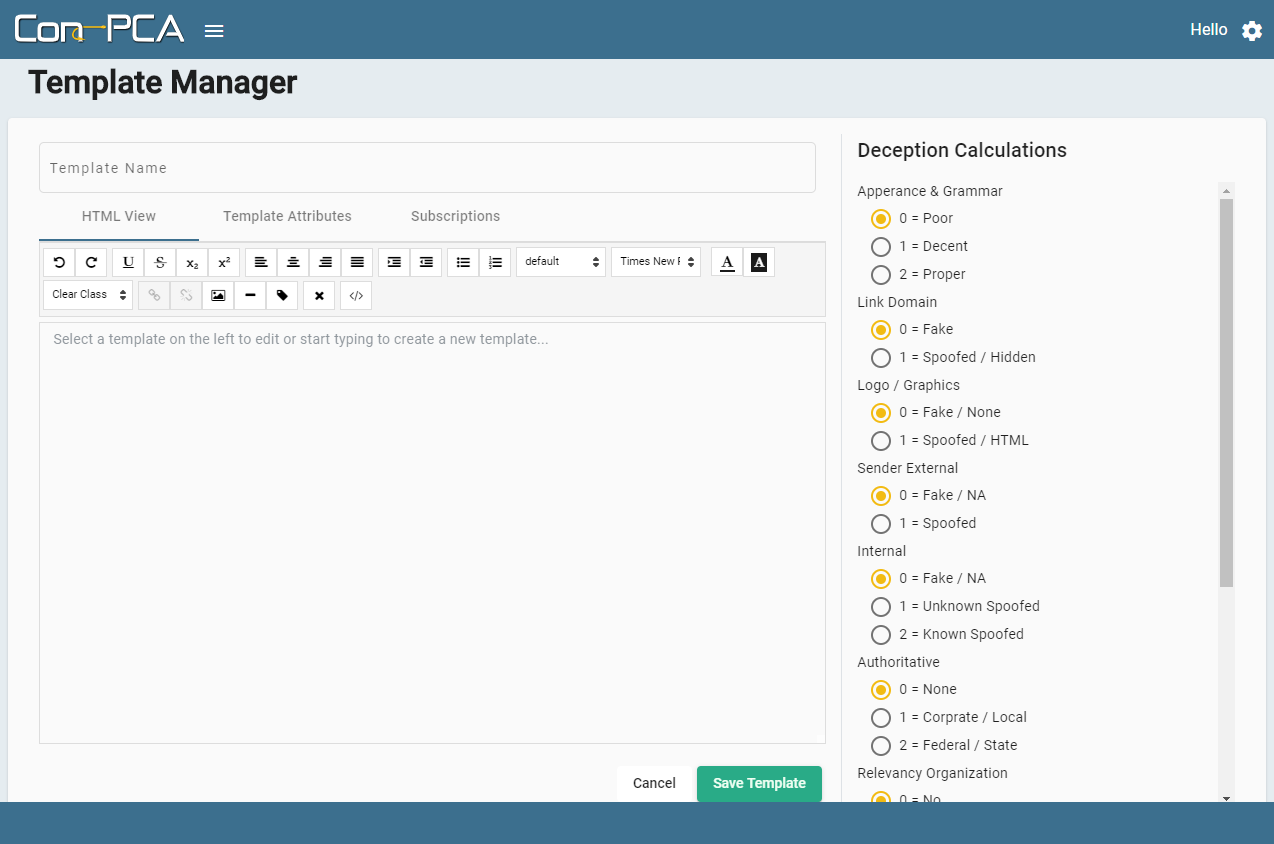 Con-PCA
Hello
Template Manager
Template Name
HTML View Template Attributes Subscriptions
U S x₂ x² default Times New F A A
Clear Class </>
Select a template on the left to edit or start typing to create a new template...
Cancel Save Template
Deception Calculations
Apperance & Grammar
0 = Poor
1 = Decent
2 = Proper
Link Domain
0 = Fake
1 = Spoofed / Hidden
Logo / Graphics
0 = Fake / None
1 = Spoofed / HTML
Sender External
0 = Fake / NA
1 = Spoofed
Internal
0 = Fake / NA
1 = Unknown Spoofed
2 = Known Spoofed
Authoritative
0 = None
1 = Corprate / Local
2 = Federal / State
Relevancy Organization
0 = No